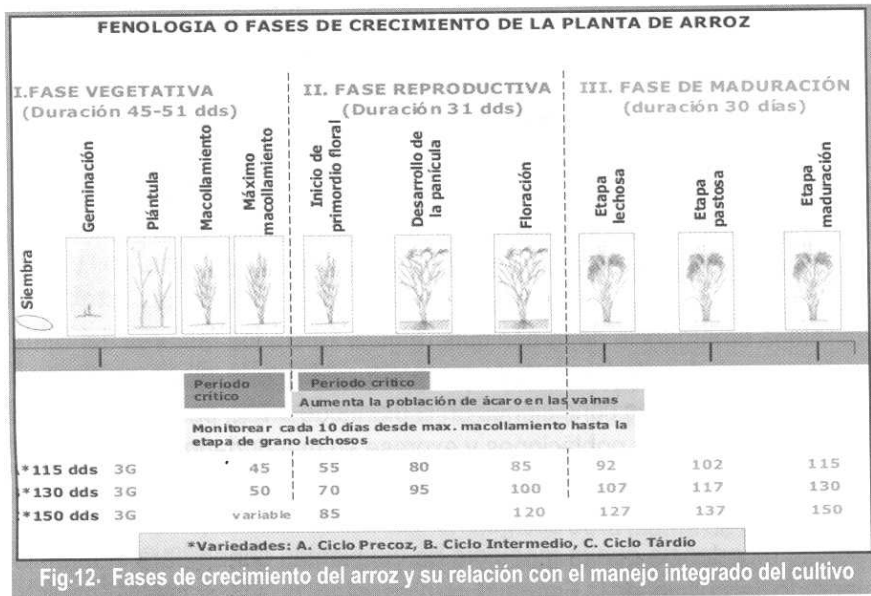 FENOLOGIA O FASES DE CRECIMIENTO DE LA PLANTA DE ARROZ
I.FASE VEGETATIVA
(Duración 45-51 dds)
II. FASE REPRODUCTIVA
(Duración 31 dds)
III. FASE DE MADURACIÓN
(duración 30 días)
Siembra
Germinación
Plántula
Macollamiento
Máximo
macollamiento
Inicio de
primordio floral
Desarrollo de
la panícula
Floración
Etapa
lechosa
Etapa
pastosa
Etapa
maduración
Periodo
crítico
Periodo crítico
Aumenta la población de ácaro en las vainas
Monitorear cada 10 días desde max. macollamiento hasta la
etapa de grano lechosos
*115 dds 3G 45 55 80 85 92 102 115
*130 dds 3G 50 70 95 100 107 117 130
*150 dds 3G variable 85 120 127 137 150
*Variedades: A. Ciclo Precoz, B. Ciclo Intermedio, C. Ciclo Tárdio
Fig.12. Fases de crecimiento del arroz y su relación con el manejo integrado del cultivo